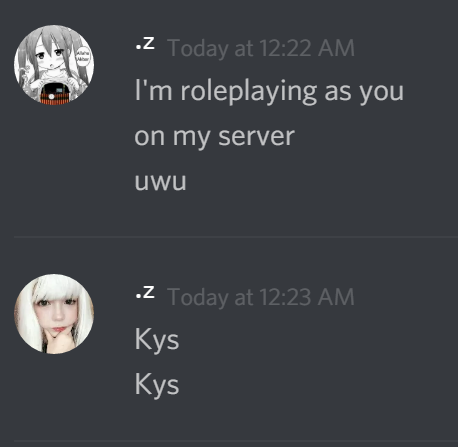 .z Today at 12:22 AM
I'm roleplaying as you
on my server
uwu
.z Today at 12:23 AM
Kys
Kys